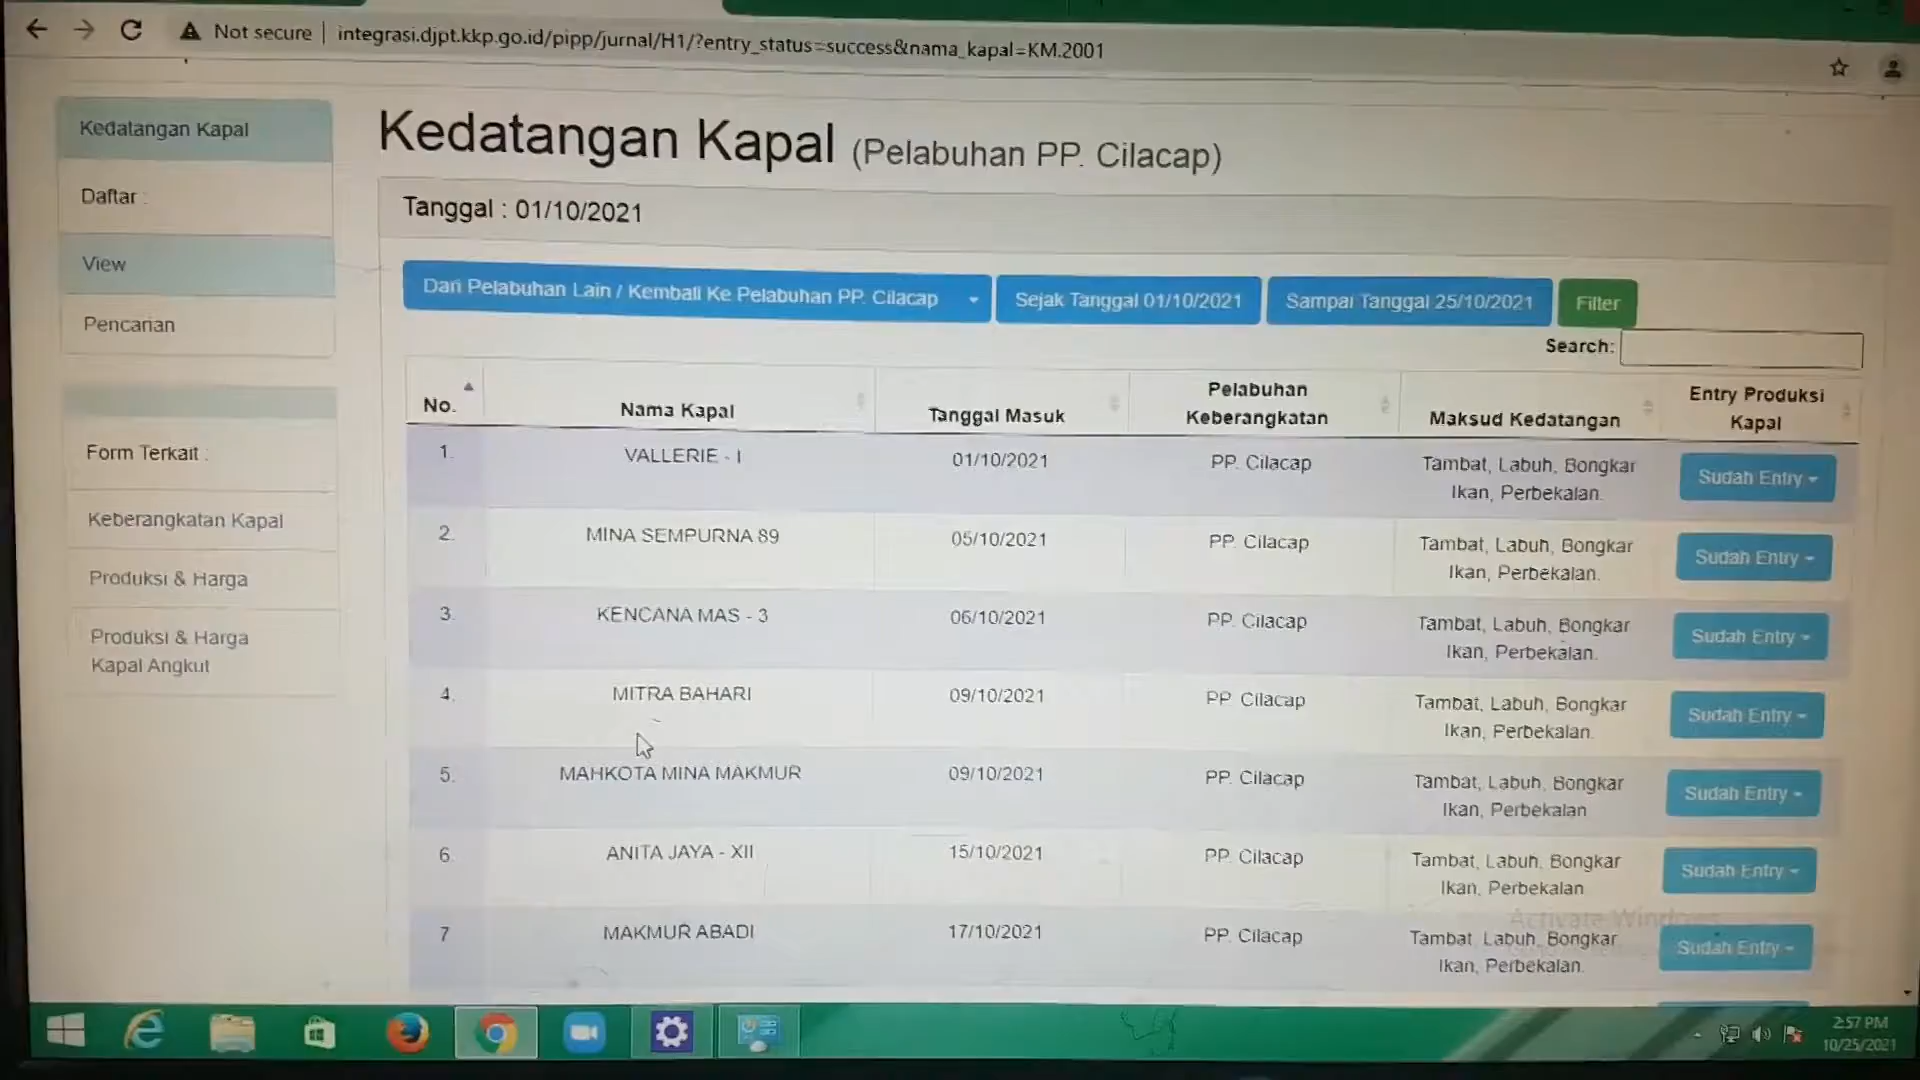 Not secure | integrasi.djpt.kkp.go.id/pipp/jurnal/H1/?entry_status=success&nama_kapal=KM.2001
Kedatangan Kapal
Daftar :
View
Pencarian
Form Terkait :
Keberangkatan Kapal
Produksi & Harga
Produksi & Harga
Kapal Angkut
Kedatangan Kapal (Pelabuhan PP. Cilacap)
Tanggal : 01/10/2021
Dari Pelabuhan Lain / Kembali Ke Pelabuhan PP. Cilacap
Sejak Tanggal 01/10/2021
Sampai Tanggal 25/10/2021
Filter
Search:
No. Nama Kapal Tanggal Masuk Pelabuhan Keberangkatan Maksud Kedatangan Entry Produksi Kapal
1. VALLERIE - I 01/10/2021 PP. Cilacap Tambat, Labuh, Bongkar Ikan, Perbekalan. Sudah Entry
2. MINA SEMPURNA 89 05/10/2021 PP. Cilacap Tambat, Labuh, Bongkar Ikan, Perbekalan. Sudah Entry
3. KENCANA MAS - 3 06/10/2021 PP. Cilacap Tambat, Labuh, Bongkar Ikan, Perbekalan. Sudah Entry
4. MITRA BAHARI 09/10/2021 PP. Cilacap Tambat, Labuh, Bongkar Ikan, Perbekalan. Sudah Entry
5. MAHKOTA MINA MAKMUR 09/10/2021 PP. Cilacap Tambat, Labuh, Bongkar Ikan, Perbekalan. Sudah Entry
6. ANITA JAYA - XII 15/10/2021 PP. Cilacap Tambat, Labuh, Bongkar Ikan, Perbekalan. Sudah Entry
7. MAKMUR ABADI 17/10/2021 PP. Cilacap Tambat, Labuh, Bongkar Ikan, Perbekalan. Sudah Entry
Activate Windows
2:57 PM
10/25/2021